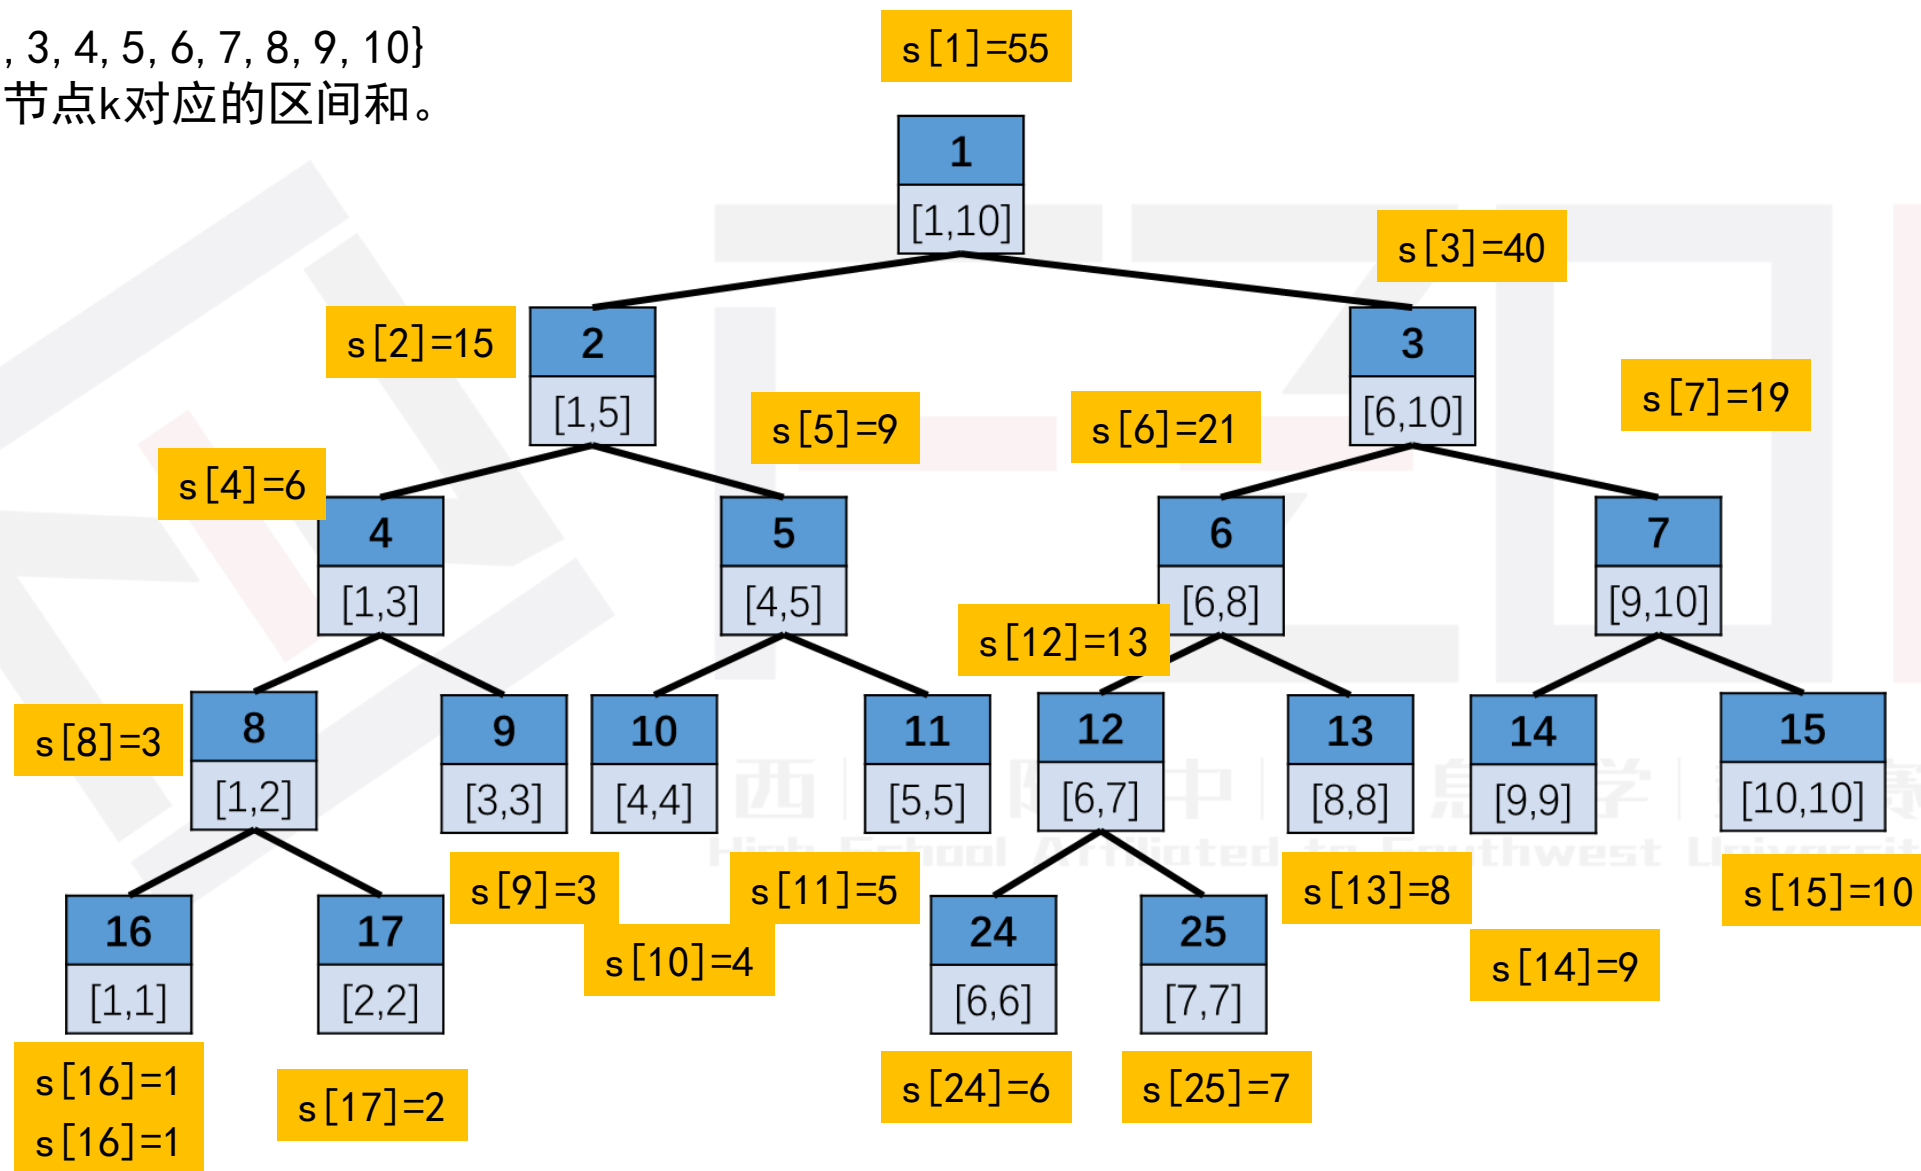 ,3,4,5,6,7,8,9,10}
节点k对应的区间和。
s[1]=55
1
[1,10]
s[3]=40
s[2]=15
2
[1,5]
3
[6,10]
s[7]=19
s[5]=9
s[6]=21
s[4]=6
4
[1,3]
5
[4,5]
6
[6,8]
7
[9,10]
s[12]=13
s[8]=3
8
[1,2]
9
[3,3]
10
[4,4]
11
[5,5]
12
[6,7]
13
[8,8]
14
[9,9]
15
[10,10]
High School Affiliated to Southwest
s[9]=3
s[11]=5
s[13]=8
s[15]=10
s[10]=4
s[14]=9
16
[1,1]
17
[2,2]
24
[6,6]
25
[7,7]
s[16]=1
s[16]=1
s[17]=2
s[24]=6
s[25]=7